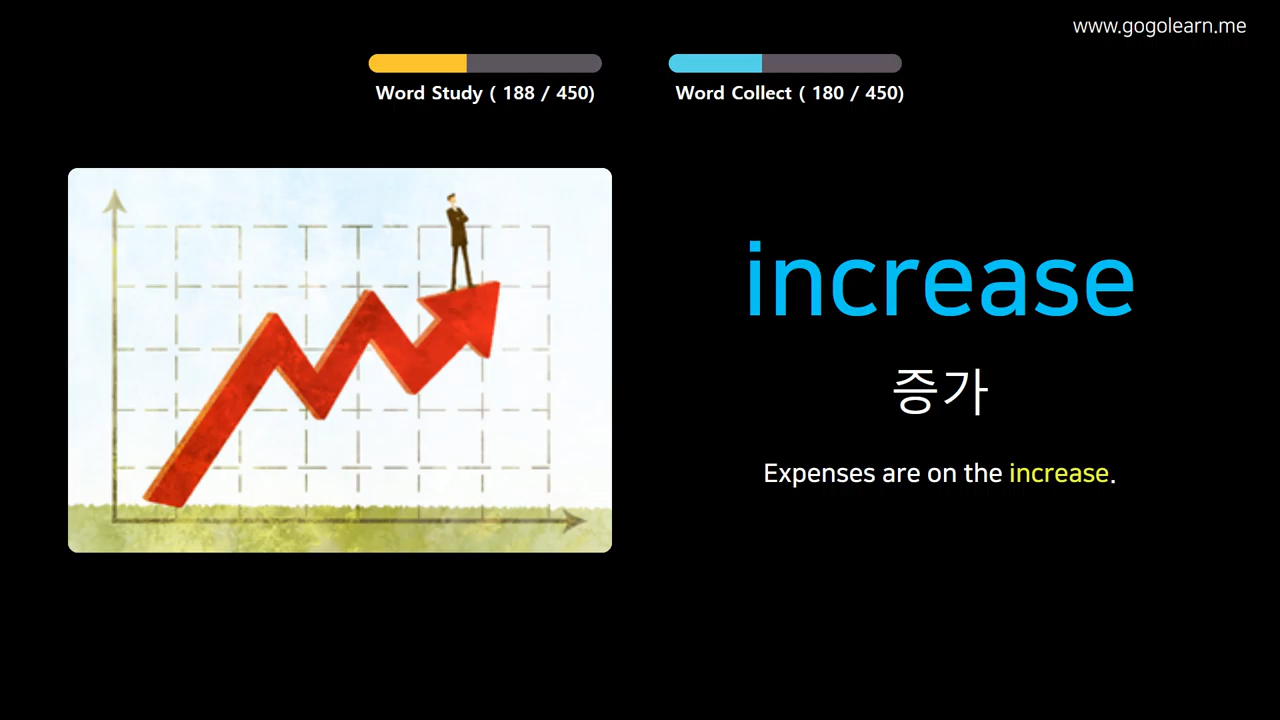 www.gogolearn.me
Word Study ( 188 / 450)
Word Collect ( 180 / 450)
increase
증가
Expenses are on the increase.